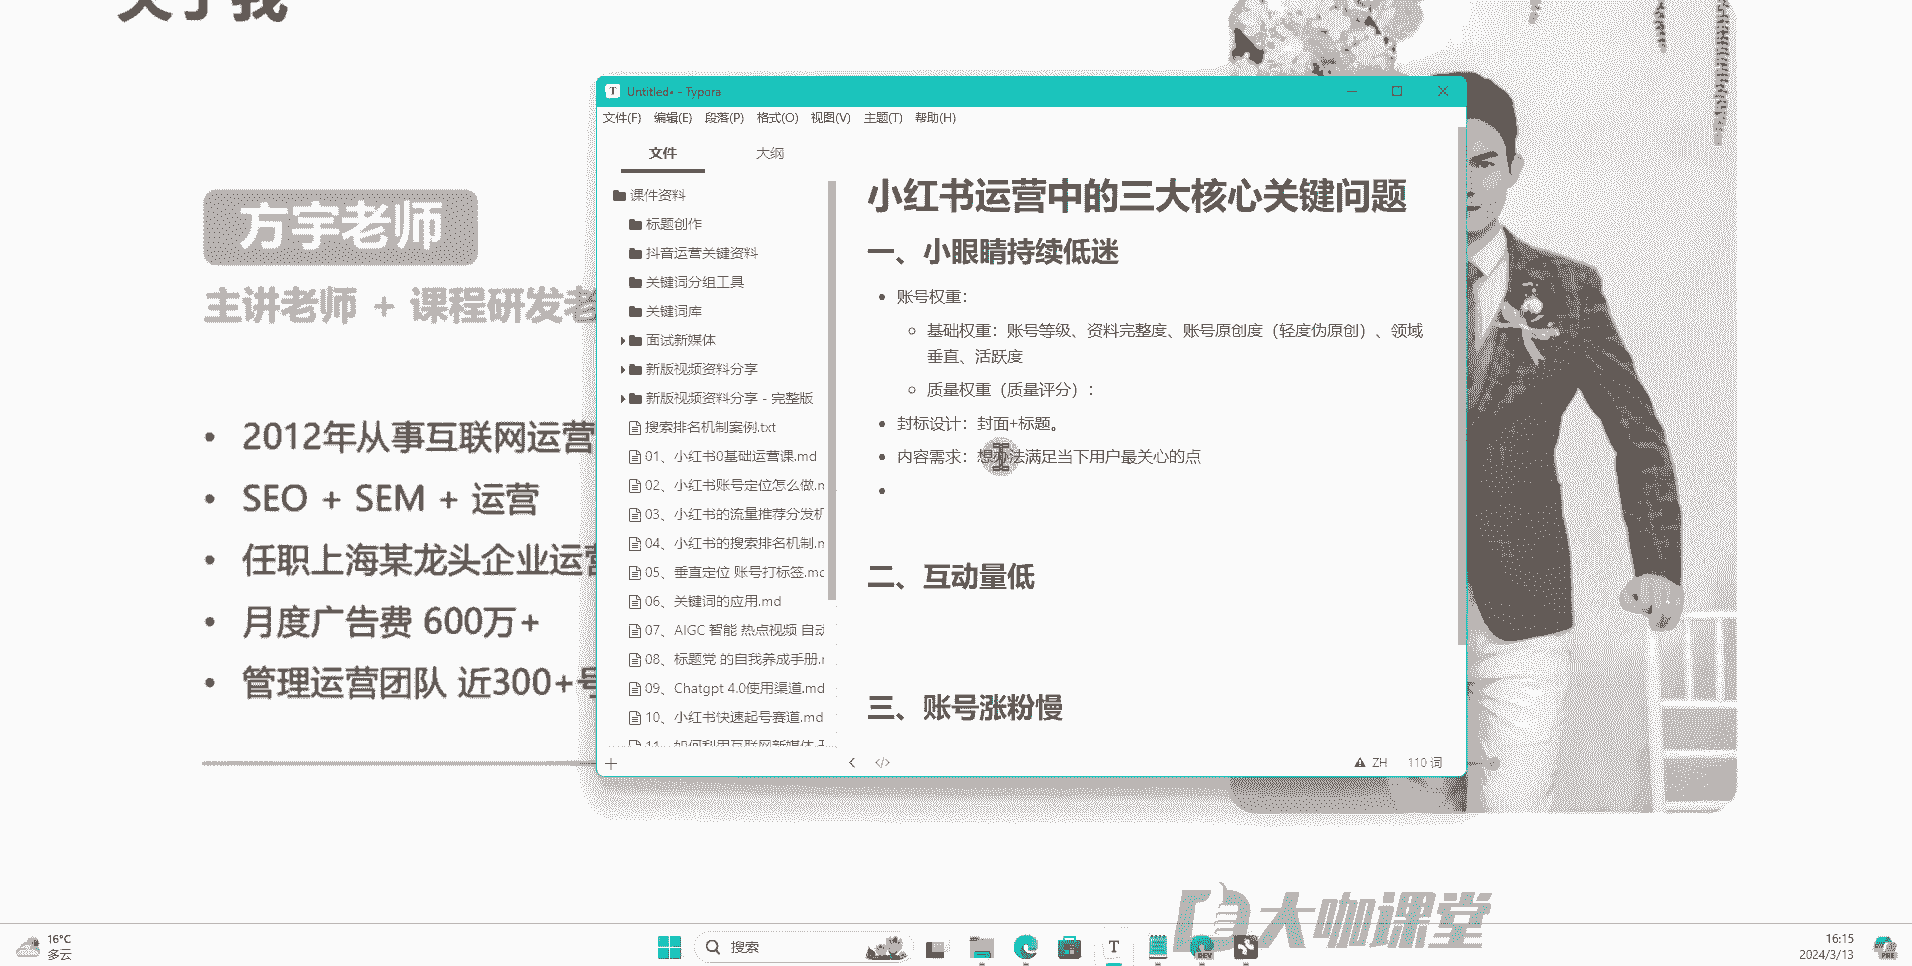 关于我
方宇老师
主讲老师 + 课程研发老
2012年从事互联网运营
SEO + SEM + 运营
任职上海某龙头企业运营
月度广告费 600万+
管理运营团队 近300+号
Untitled• - Typora
文件(F) 编辑(E) 段落(P) 格式(O) 视图(V) 主题(T) 帮助(H)
文件 大纲
课件资料
标题创作
抖音运营关键资料
关键词分组工具
关键词库
面试新媒体
新版视频资料分享
新版视频资料分享 - 完整版
搜索排名机制案例.txt
01、小红书0基础运营课.md
02、小红书账号定位怎么做.m
03、小红书的流量推荐分发机
04、小红书的搜索排名机制.m
05、垂直定位 账号打标签.md
06、关键词的应用.md
07、AIGC 智能 热点视频 自动
08、标题党 的自我养成手册.m
09、Chatgpt 4.0使用渠道.md
10、小红书快速起号赛道.md
11、如何利用互联网新媒体-
小红书运营中的三大核心关键问题
一、小眼睛持续低迷
账号权重：
基础权重：账号等级、资料完整度、账号原创度（轻度伪原创）、领域
垂直、活跃度
质量权重（质量评分）：
封标设计：封面+标题。
内容需求：想办法满足当下用户最关心的点
二、互动量低
三、账号涨粉慢
ZH 110 词
大咖课堂
16°C
多云
搜索
T
DEV
16:15
2024/3/13
PRE